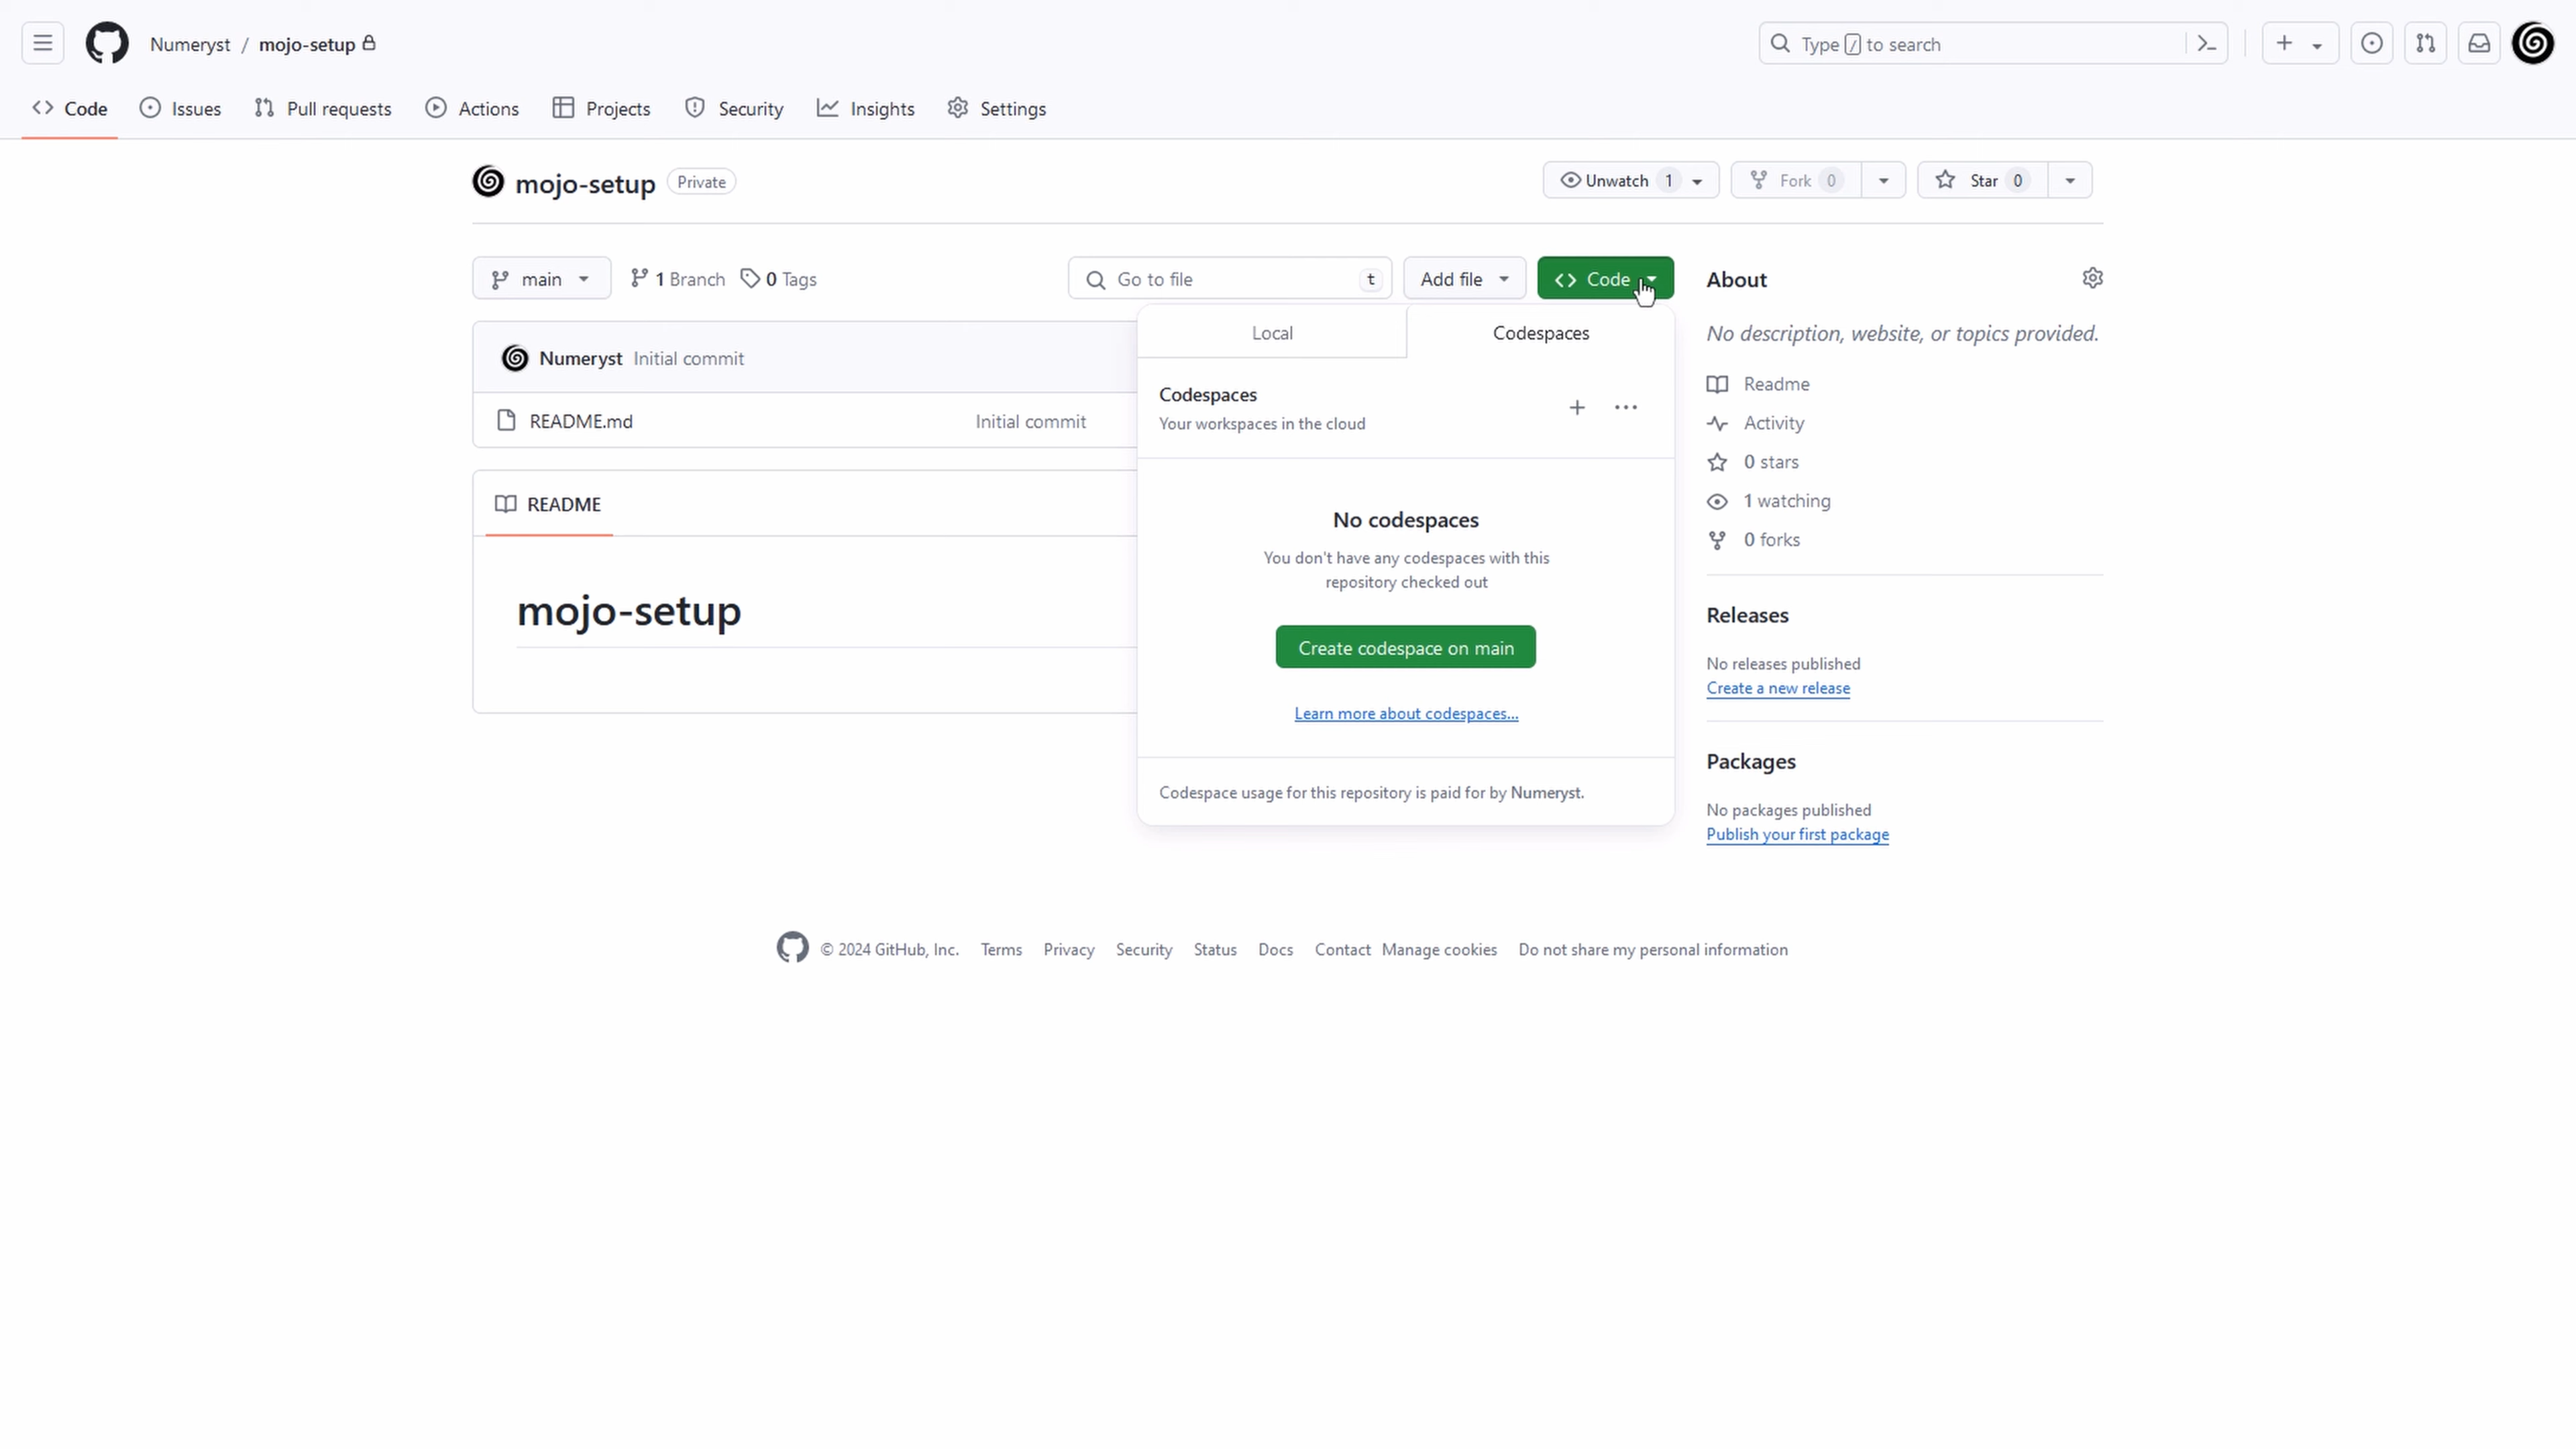 Numeryst / mojo-setup
Type / to search
Code
Issues
Pull requests
Actions
Projects
Security
Insights
Settings
mojo-setup
Private
Unwatch 1
Fork 0
Star 0
main
1 Branch
0 Tags
Go to file
t
Add file
Code
Numeryst Initial commit
README.md
Initial commit
README
mojo-setup
Local
Codespaces
Codespaces
Your workspaces in the cloud
No codespaces
You don't have any codespaces with this
repository checked out
Create codespace on main
Learn more about codespaces...
Codespace usage for this repository is paid for by Numeryst.
About
No description, website, or topics provided.
Readme
Activity
0 stars
1 watching
0 forks
Releases
No releases published
Create a new release
Packages
No packages published
Publish your first package
© 2024 GitHub, Inc. Terms Privacy Security Status Docs Contact Manage cookies Do not share my personal information